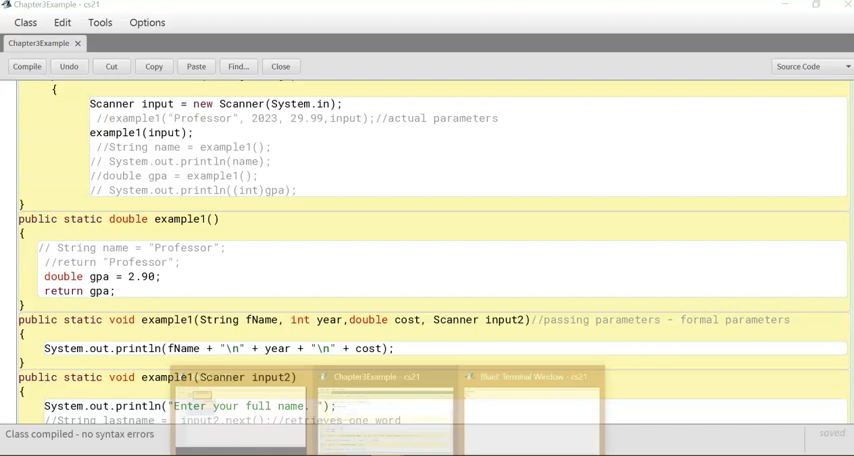 Chapter3Example - cs21
Class Edit Tools Options
Chapter3Example X
Compile Undo Cut Copy Paste Find... Close Source Code
{
Scanner input = new Scanner(System.in);
//example1("Professor", 2023, 29.99,input);//actual parameters
example1(input);
//String name = example1();
// System.out.println(name);
//double gpa = example1();
// System.out.println((int)gpa);
}
public static double example1()
{
// String name = "Professor";
//return "Professor";
double gpa = 2.90;
return gpa;
}
public static void example1(String fName, int year,double cost, Scanner input2)//passing parameters - formal parameters
{
System.out.println(fName + "\n" + year + "\n" + cost);
}
public static void example1(Scanner input2)
Chapter3Example - cs21 BlueJ: Terminal Window - cs21
{
System.out.println("Enter your full name. ");
//String lastname = input2.next();//retrieves one word
Class compiled - no syntax errors
saved